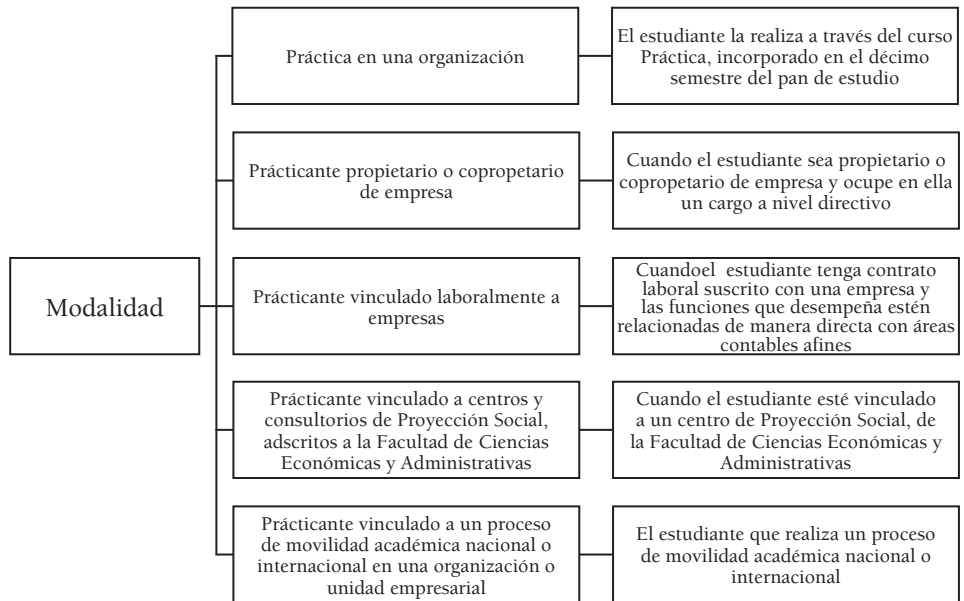 Modalidad
Práctica en una organización
El estudiante la realiza a través del curso
Práctica, incorporado en el décimo
semestre del pan de estudio
Prácticante propietario o copropetario
de empresa
Cuando el estudiante sea propietario o
copropetario de empresa y ocupe en ella
un cargo a nivel directivo
Prácticante vinculado laboralmente a
empresas
Cuandoel estudiante tenga contrato
laboral suscrito con una empresa y
las funciones que desempeña estén
relacionadas de manera directa con áreas
contables afines
Prácticante vinculado a centros y
consultorios de Proyección Social,
adscritos a la Facultad de Ciencias
Económicas y Administrativas
Cuando el estudiante esté vinculado
a un centro de Proyección Social, de
la Facultad de Ciencias Económicas y
Administrativas
Prácticante vinculado a un proceso
de movilidad académica nacional o
internacional en una organización o
unidad empresarial
El estudiante que realiza un proceso
de movilidad académica nacional o
internacional